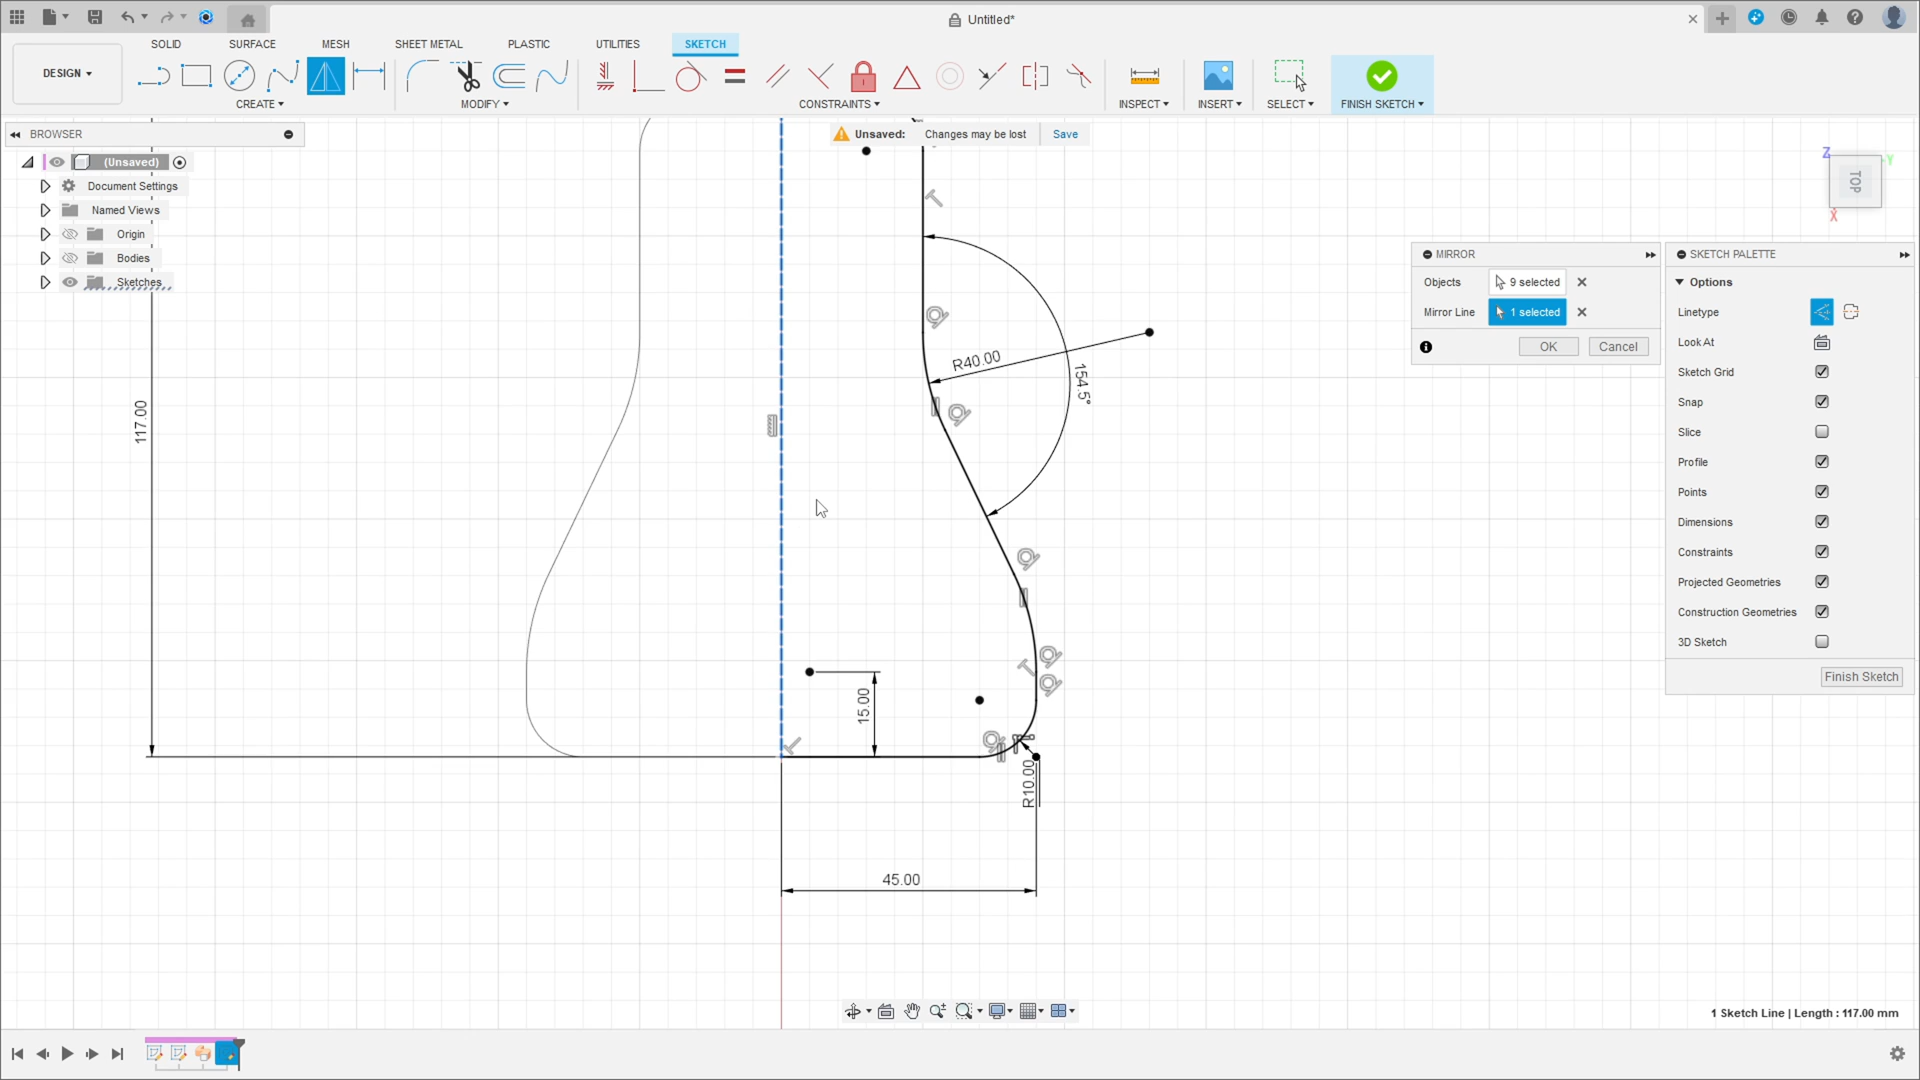 Untitled*
SOLID
SURFACE
MESH
SHEET METAL
PLASTIC
UTILITIES
SKETCH
DESIGN
CREATE
MODIFY
CONSTRAINTS
INSPECT
INSERT
SELECT
FINISH SKETCH
BROWSER
Unsaved: Changes may be lost Save
(Unsaved)
Document Settings
Named Views
Origin
Bodies
Sketches
Z
Y
TOP
X
MIRROR
Objects 9 selected
Mirror Line 1 selected
OK Cancel
SKETCH PALETTE
Options
Linetype
Look At
Sketch Grid
Snap
Slice
Profile
Points
Dimensions
Constraints
Projected Geometries
Construction Geometries
3D Sketch
Finish Sketch
R40.00
154.5°
117.00
15.00
R10.00
45.00
1 Sketch Line | Length : 117.00 mm